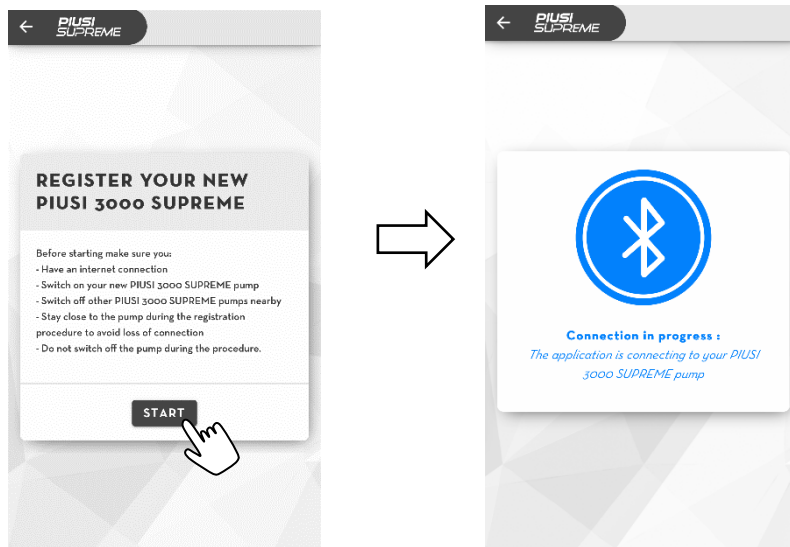 PIUSI
SUPREME
REGISTER YOUR NEW
PIUSI 3000 SUPREME
Before starting make sure you:
- Have an internet connection
- Switch on your new PIUSI 3000 SUPREME pump
- Switch off other PIUSI 3000 SUPREME pumps nearby
- Stay close to the pump during the registration
procedure to avoid loss of connection
- Do not switch off the pump during the procedure.
START
PIUSI
SUPREME
Connection in progress :
The application is connecting to your PIUSI
3000 SUPREME pump